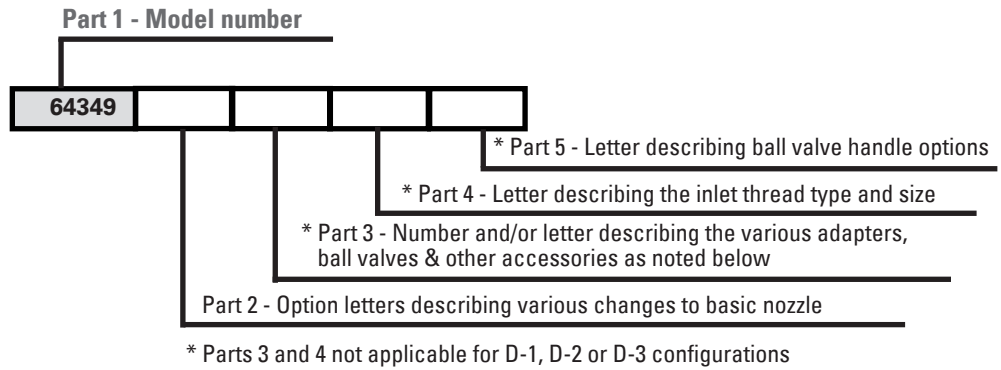 Part 1 - Model number
64349
* Part 5 - Letter describing ball valve handle options
* Part 4 - Letter describing the inlet thread type and size
* Part 3 - Number and/or letter describing the various adapters,
ball valves & other accessories as noted below
Part 2 - Option letters describing various changes to basic nozzle
* Parts 3 and 4 not applicable for D-1, D-2 or D-3 configurations